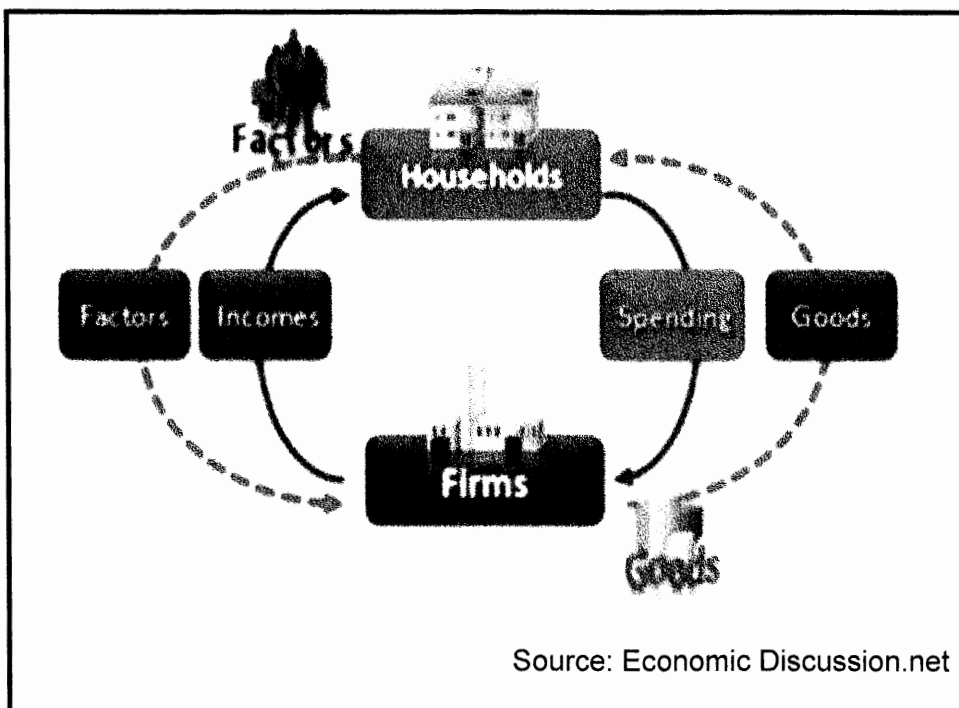 Factors
Households
Factors Incomes Spending Goods
Firms
Goods
Source: Economic Discussion.net